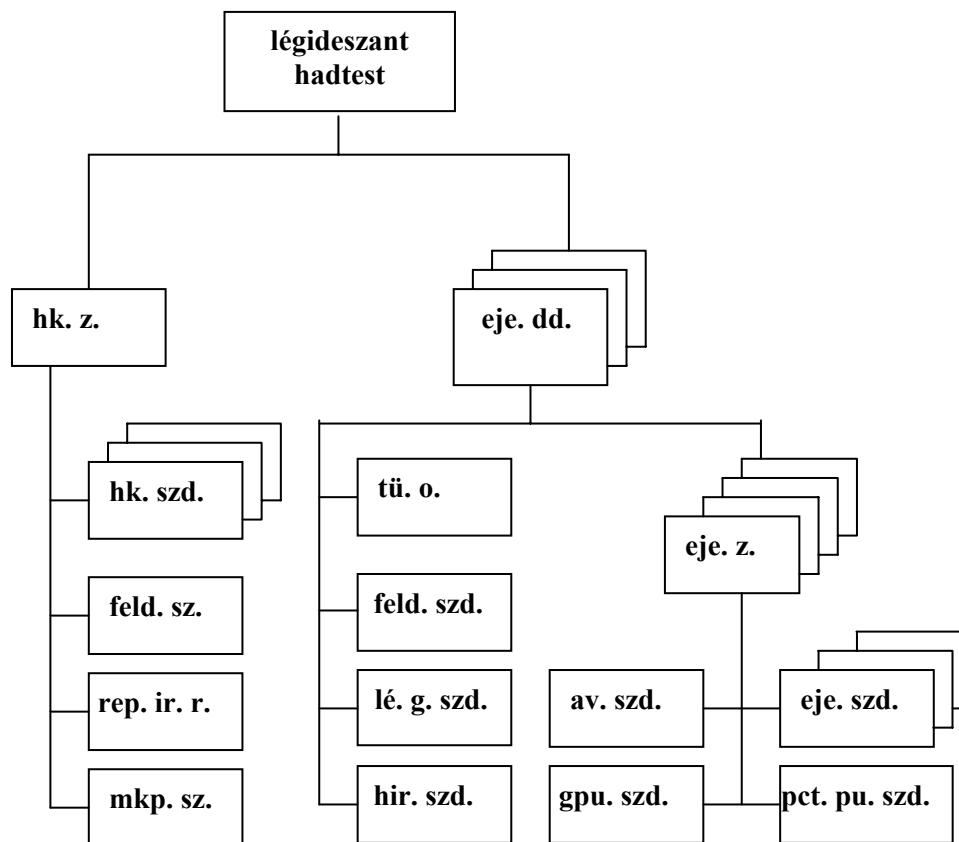 légideszant
hadtest
hk. z.
eje. dd.
hk. szd.
tü. o.
eje. z.
feld. sz.
feld. szd.
rep. ir. r.
lé. g. szd.
av. szd.
eje. szd.
mkp. sz.
hir. szd.
gpu. szd.
pct. pu. szd.